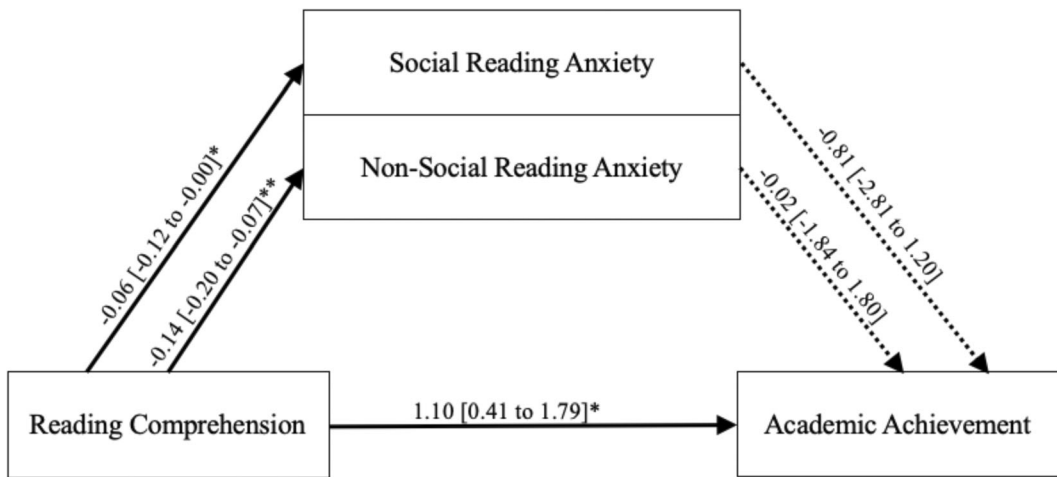 Social Reading Anxiety
Non-Social Reading Anxiety
-0.06 [-0.12 to -0.00]*
-0.14 [-0.20 to -0.07]**
-0.81 [-2.81 to 1.20]
-0.02 [-1.84 to 1.80]
Reading Comprehension
1.10 [0.41 to 1.79]*
Academic Achievement